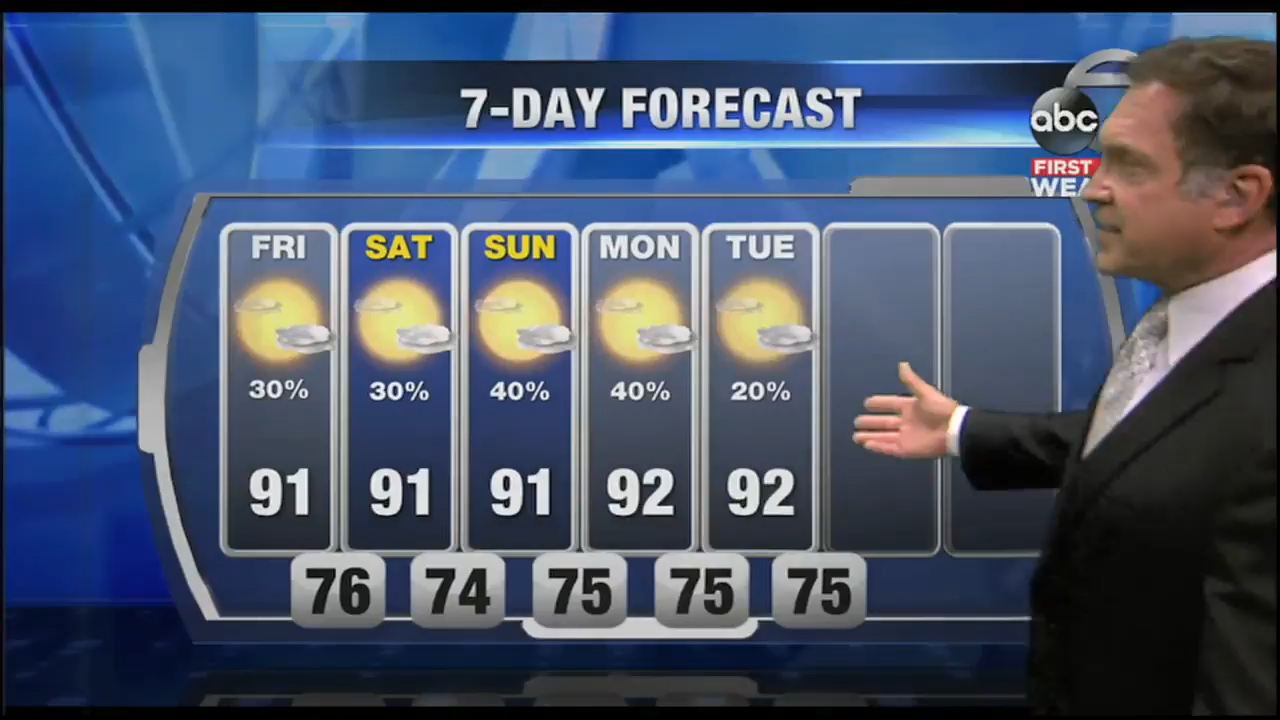 7-DAY FORECAST
abc
FIRST
FRI SAT SUN MON TUE
30% 30% 40% 40% 20%
91 91 91 92 92
76 74 75 75 75